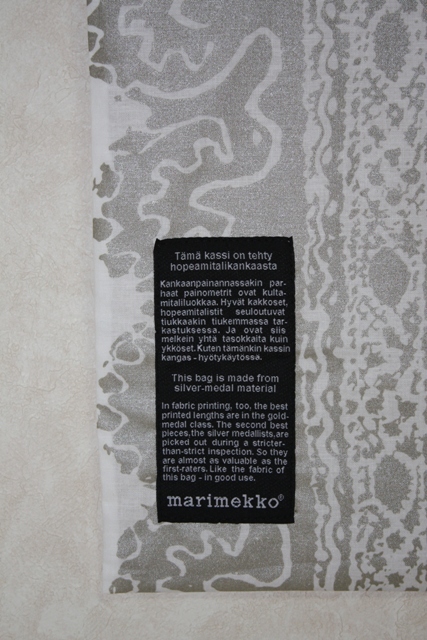 Tämä kassi on tehty
hopeamitalikankaasta
Kankaanpainannassakin par-
haat painometrit ovat kulta-
mitaliluokkaa. Hyvät kakkoset,
hopeamitalistit seuloutuvat
tiukkaakin tiukemmassa tar-
kastuksessa. Ja ovat siis
melkein yhtä tasokkaita kuin
ykköset. Kuten tämänkin kassin
kangas - hyötykäytössä.
This bag is made from
silver-medal material
In fabric printing, too, the best
printed lengths are in the gold-
medal class. The second best
pieces,the silver medallists,are
picked out during a stricter-
than-strict inspection. So they
are almost as valuable as the
first-raters. Like the fabric of
this bag - in good use.
marimekko®